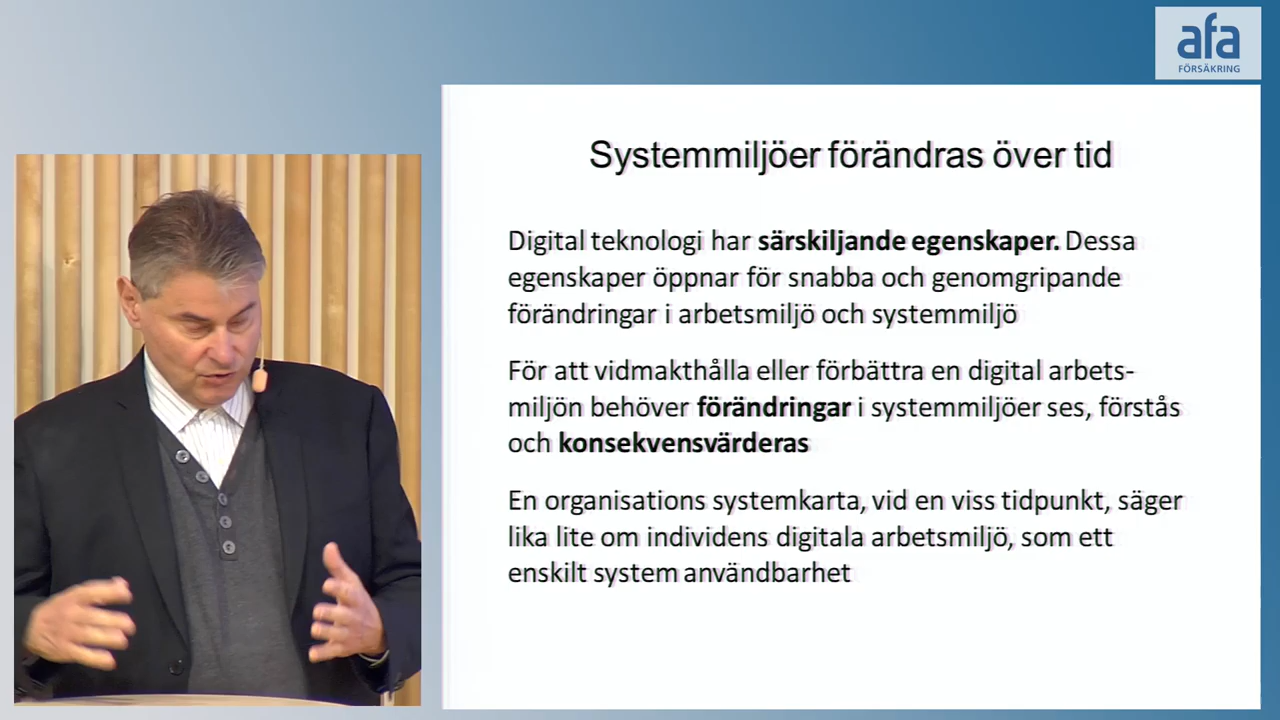 afa
FÖRSÄKRING
Systemmiljöer förändras över tid
Digital teknologi har särskiljande egenskaper. Dessa
egenskaper öppnar för snabba och genomgripande
förändringar i arbetsmiljö och systemmiljö
För att vidmakthålla eller förbättra en digital arbets-
miljön behöver förändringar i systemmiljöer ses, förstås
och konsekvensvärderas
En organisations systemkarta, vid en viss tidpunkt, säger
lika lite om individens digitala arbetsmiljö, som ett
enskilt system användbarhet